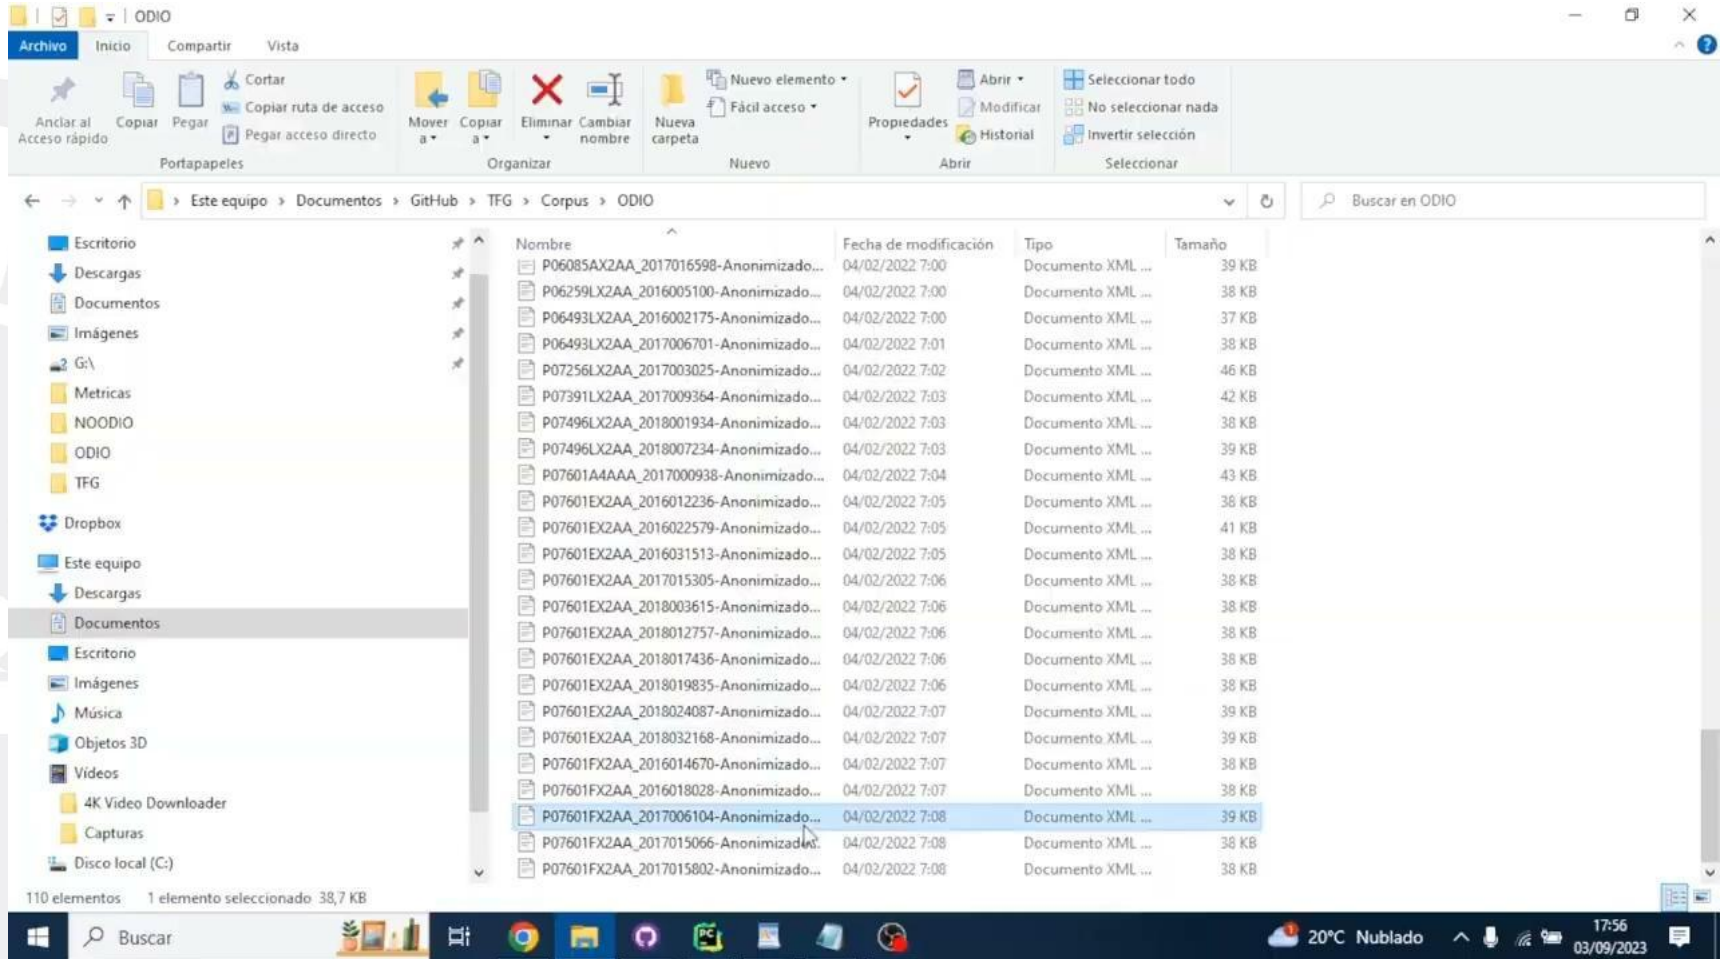 ODIO
Archivo Inicio Compartir Vista
Anclar al Acceso rápido
Copiar
Pegar
Cortar
Copiar ruta de acceso
Pegar acceso directo
Portapapeles
Mover a
Copiar a
Eliminar
Cambiar nombre
Organizar
Nueva carpeta
Nuevo elemento
Fácil acceso
Nuevo
Propiedades
Abrir
Modificar
Historial
Abrir
Seleccionar todo
No seleccionar nada
Invertir selección
Seleccionar
Este equipo > Documentos > GitHub > TFG > Corpus > ODIO
Buscar en ODIO
Escritorio
Descargas
Documentos
Imágenes
G:\
Metricas
NOODIO
ODIO
TFG
Dropbox
Este equipo
Descargas
Documentos
Escritorio
Imágenes
Música
Objetos 3D
Vídeos
4K Video Downloader
Capturas
Disco local (C:)
Nombre Fecha de modificación Tipo Tamaño
P06085AX2AA_2017016598-Anonimizado... 04/02/2022 7:00 Documento XML ... 39 KB
P06259LX2AA_2016005100-Anonimizado... 04/02/2022 7:00 Documento XML ... 38 KB
P06493LX2AA_2016002175-Anonimizado... 04/02/2022 7:00 Documento XML ... 37 KB
P06493LX2AA_2017006701-Anonimizado... 04/02/2022 7:01 Documento XML ... 38 KB
P07256LX2AA_2017003025-Anonimizado... 04/02/2022 7:02 Documento XML ... 46 KB
P07391LX2AA_2017009364-Anonimizado... 04/02/2022 7:03 Documento XML ... 42 KB
P07496LX2AA_2018001934-Anonimizado... 04/02/2022 7:03 Documento XML ... 38 KB
P07496LX2AA_2018007234-Anonimizado... 04/02/2022 7:03 Documento XML ... 39 KB
P07601A4AAA_2017000938-Anonimizado... 04/02/2022 7:04 Documento XML ... 43 KB
P07601EX2AA_2016012236-Anonimizado... 04/02/2022 7:05 Documento XML ... 38 KB
P07601EX2AA_2016022579-Anonimizado... 04/02/2022 7:05 Documento XML ... 41 KB
P07601EX2AA_2016031513-Anonimizado... 04/02/2022 7:05 Documento XML ... 38 KB
P07601EX2AA_2017015305-Anonimizado... 04/02/2022 7:06 Documento XML ... 38 KB
P07601EX2AA_2018003615-Anonimizado... 04/02/2022 7:06 Documento XML ... 38 KB
P07601EX2AA_2018012757-Anonimizado... 04/02/2022 7:06 Documento XML ... 38 KB
P07601EX2AA_2018017436-Anonimizado... 04/02/2022 7:06 Documento XML ... 38 KB
P07601EX2AA_2018019835-Anonimizado... 04/02/2022 7:06 Documento XML ... 38 KB
P07601EX2AA_2018024087-Anonimizado... 04/02/2022 7:07 Documento XML ... 39 KB
P07601EX2AA_2018032168-Anonimizado... 04/02/2022 7:07 Documento XML ... 39 KB
P07601FX2AA_2016014670-Anonimizado... 04/02/2022 7:07 Documento XML ... 38 KB
P07601FX2AA_2016018028-Anonimizado... 04/02/2022 7:07 Documento XML ... 38 KB
P07601FX2AA_2017006104-Anonimizado... 04/02/2022 7:08 Documento XML ... 39 KB
P07601FX2AA_2017015066-Anonimizado... 04/02/2022 7:08 Documento XML ... 38 KB
P07601FX2AA_2017015802-Anonimizado... 04/02/2022 7:08 Documento XML ... 38 KB
110 elementos 1 elemento seleccionado 38,7 KB
Buscar
20°C Nublado
17:56
03/09/2023